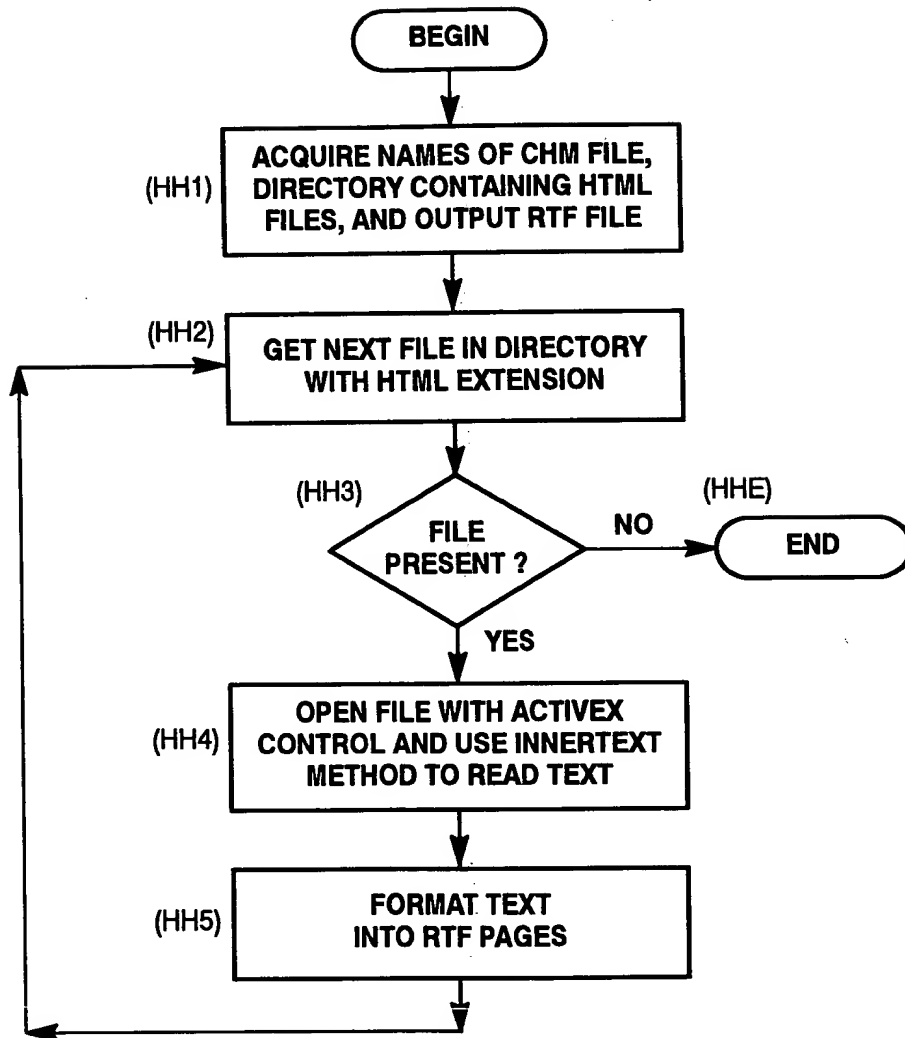 BEGIN
(HH1)
ACQUIRE NAMES OF CHM FILE,
DIRECTORY CONTAINING HTML
FILES, AND OUTPUT RTF FILE
(HH2)
GET NEXT FILE IN DIRECTORY
WITH HTML EXTENSION
(HH3)
FILE
PRESENT ?
NO
(HHE)
END
YES
(HH4)
OPEN FILE WITH ACTIVEX
CONTROL AND USE INNERTEXT
METHOD TO READ TEXT
(HH5)
FORMAT TEXT
INTO RTF PAGES